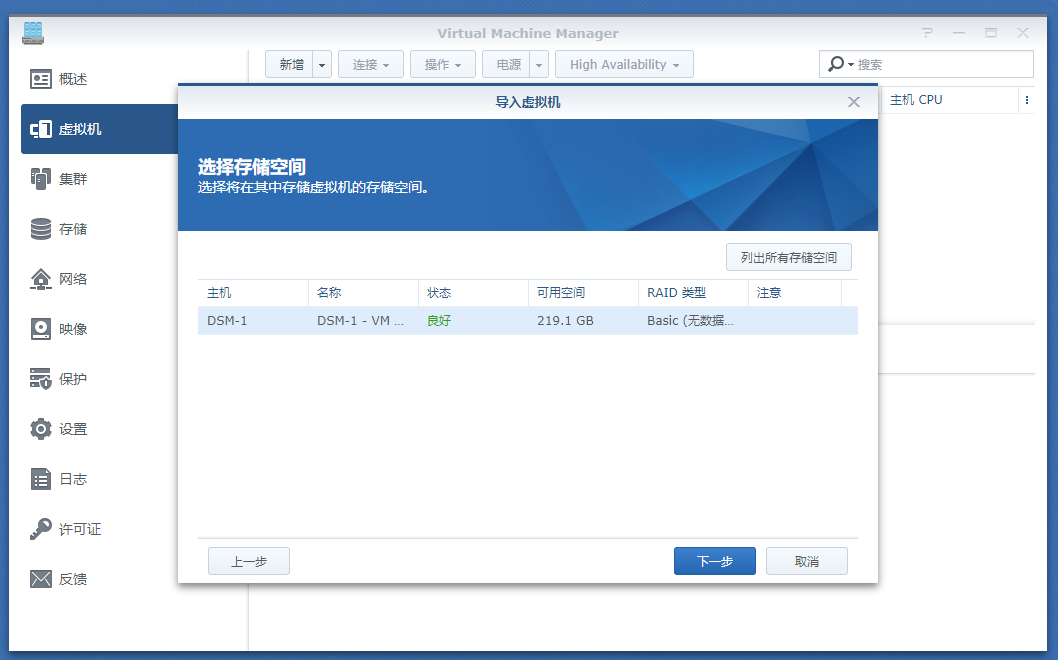 Virtual Machine Manager
新增
连接
操作
电源
High Availability
搜索
概述
虚拟机
集群
存储
网络
映像
保护
设置
日志
许可证
反馈
主机 CPU
导入虚拟机
选择存储空间
选择将在其中存储虚拟机的存储空间。
列出所有存储空间
主机 名称 状态 可用空间 RAID 类型 注意
DSM-1 DSM-1 - VM ... 良好 219.1 GB Basic (无数据...
上一步 下一步 取消